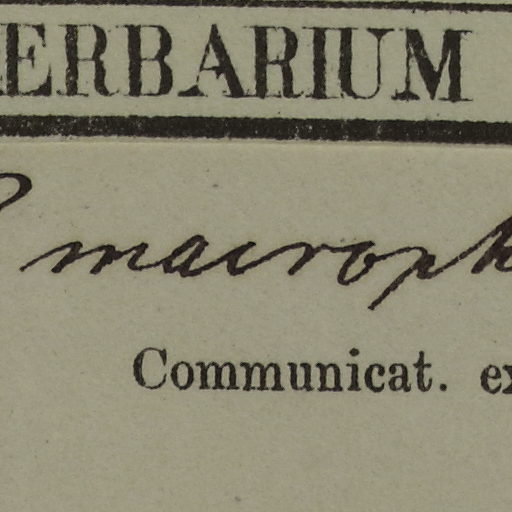 ERBARIUM
macroph
Communicat. ex